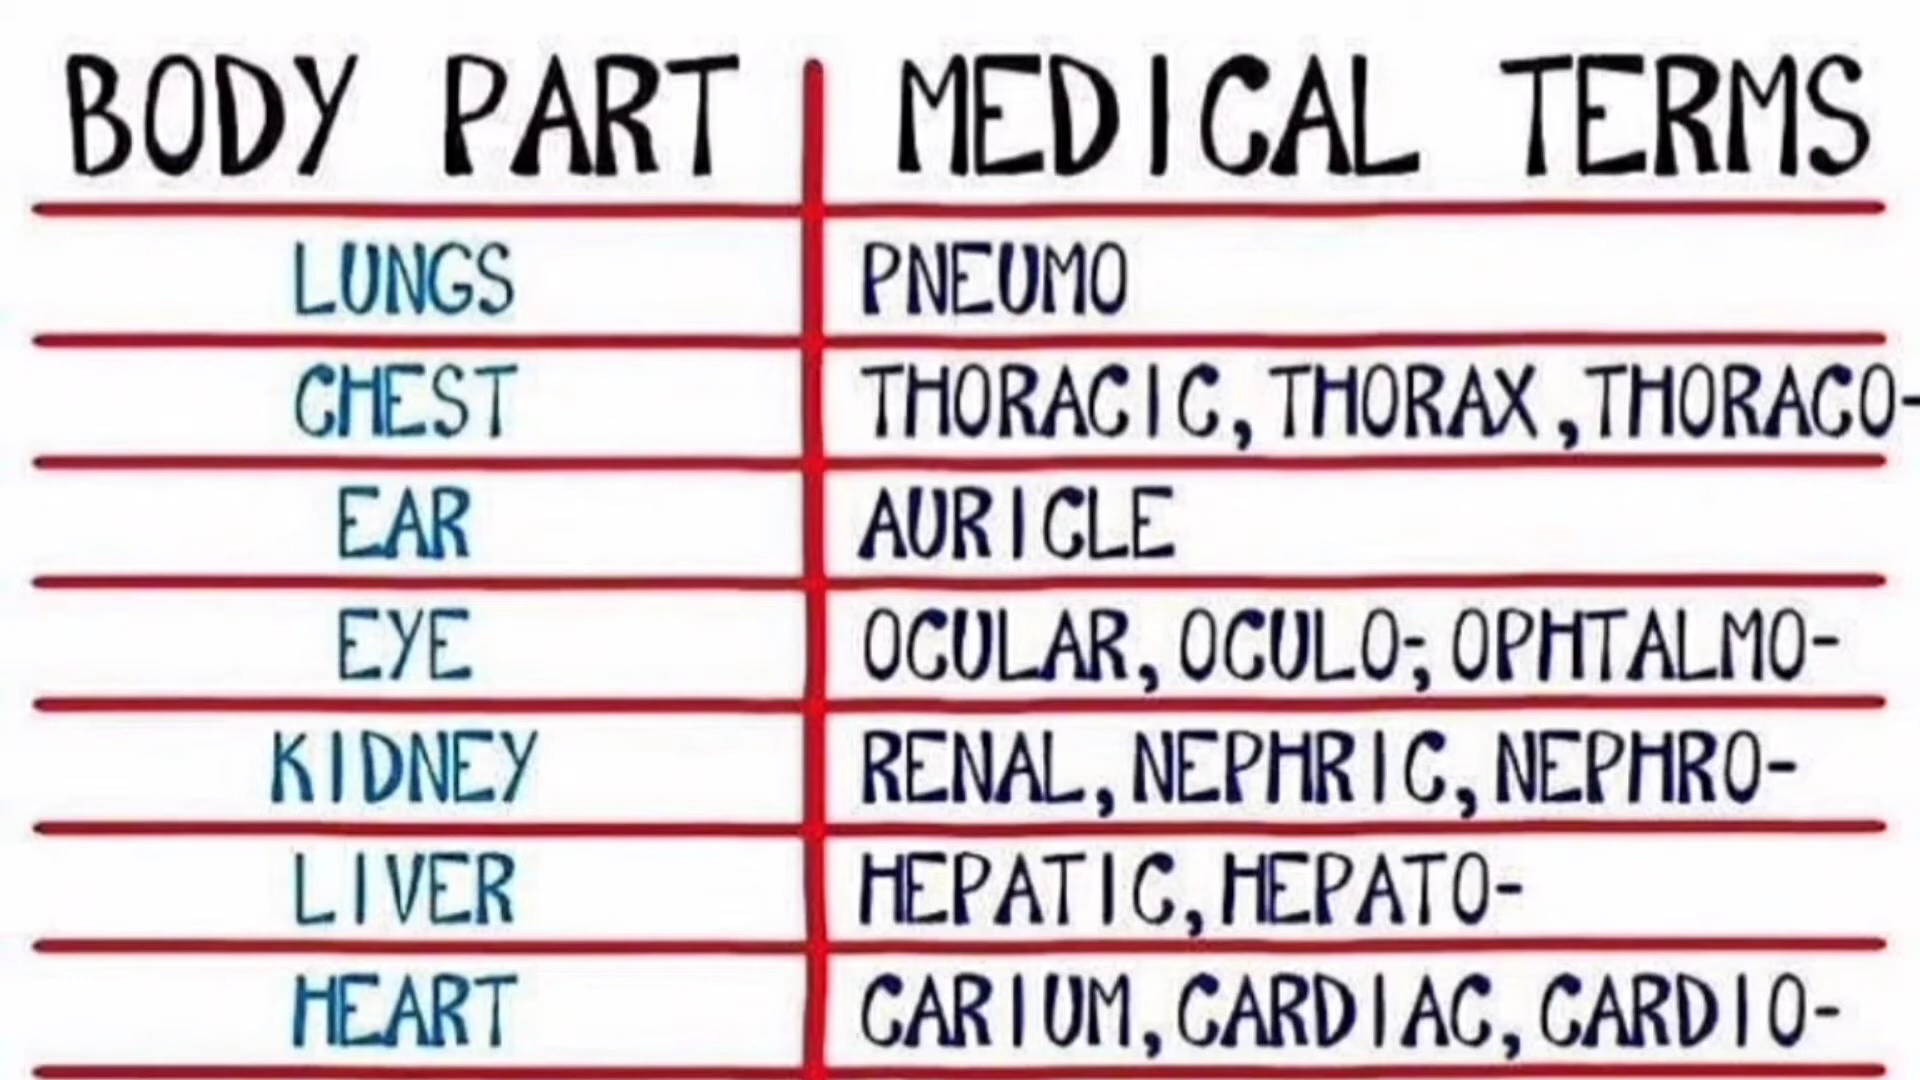 BODY PART MEDICAL TERMS
LUNGS PNEUMO
CHEST THORACIC, THORAX, THORACO-
EAR AURICLE
EYE OCULAR, OCULO-, OPHTALMO-
KIDNEY RENAL, NEPHRIC, NEPHRO-
LIVER HEPATIC, HEPATO-
HEART CARIUM, CARDIAC, CARDIO-